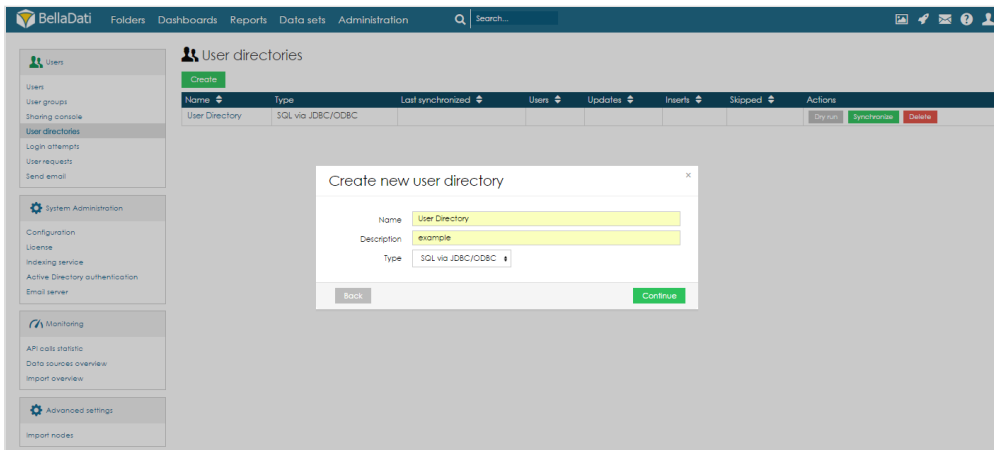 BellaDati Folders Dashboards Reports Data sets Administration Search...
Users
Users
User groups
Sharing console
User directories
Login attempts
User requests
Send email
System Administration
Configuration
License
Indexing service
Active Directory authentication
Email server
Monitoring
API calls statistic
Data sources overview
Import overview
Advanced settings
Import nodes
User directories
Create
Name Type Last synchronized Users Updates Inserts Skipped Actions
User Directory SQL via JDBC/ODBC Dry run Synchronize Delete
Create new user directory x
Name User Directory
Description example
Type SQL via JDBC/ODBC
Back Continue